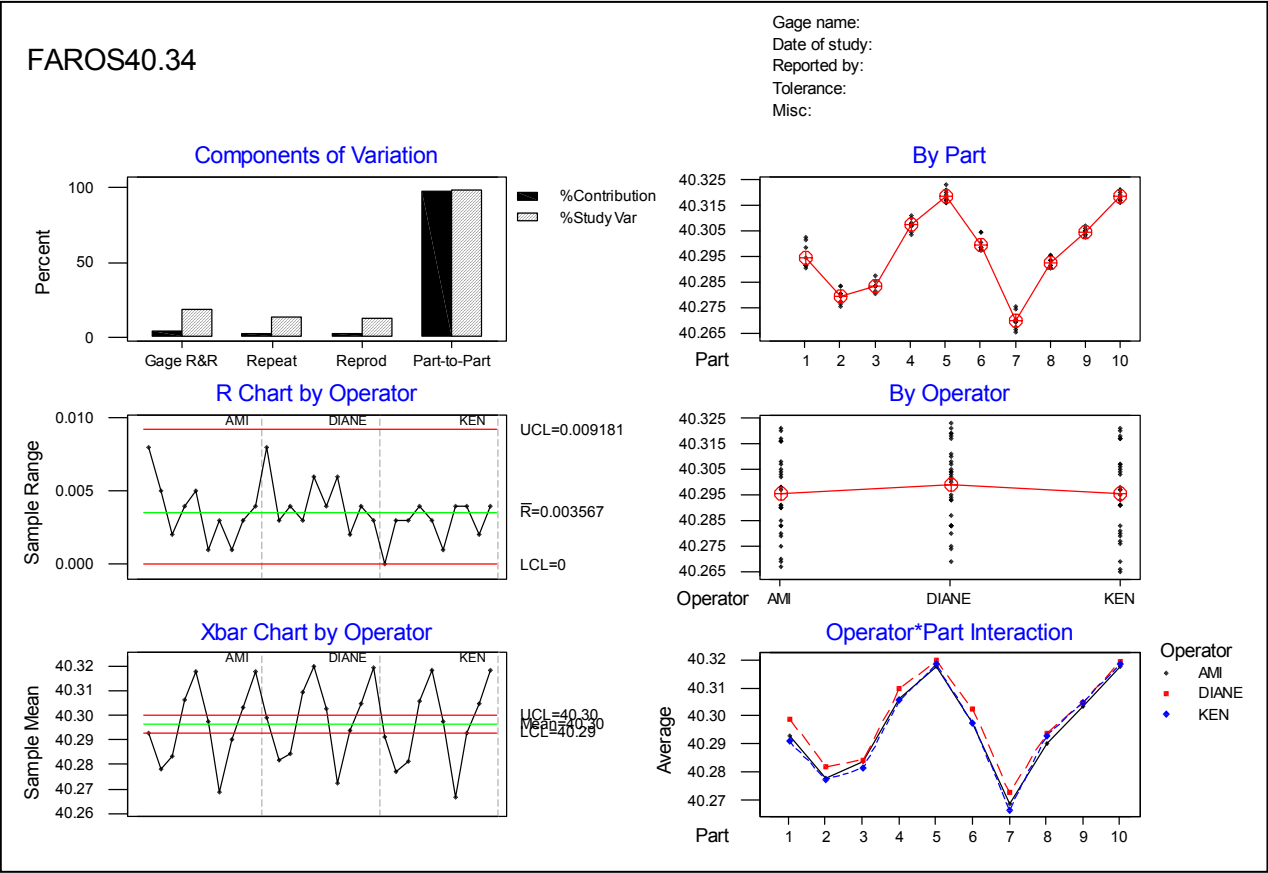 FAROS40.34
Gage name:
Date of study:
Reported by:
Tolerance:
Misc:
Components of Variation
Percent
100
50
0
Gage R&R Repeat Reprod Part-to-Part
%Contribution
%Study Var
By Part
40.325
40.315
40.305
40.295
40.285
40.275
40.265
Part 1 2 3 4 5 6 7 8 9 10
R Chart by Operator
Sample Range
0.010
0.005
0.000
AMI DIANE KEN
UCL=0.009181
R=0.003567
LCL=0
By Operator
40.325
40.315
40.305
40.295
40.285
40.275
40.265
Operator AMI DIANE KEN
Xbar Chart by Operator
Sample Mean
40.32
40.31
40.30
40.29
40.28
40.27
40.26
AMI DIANE KEN
UCL=40.30
Mean=40.30
LCL=40.29
Operator*Part Interaction
Average
40.32
40.31
40.30
40.29
40.28
40.27
Part 1 2 3 4 5 6 7 8 9 10
Operator
AMI
DIANE
KEN